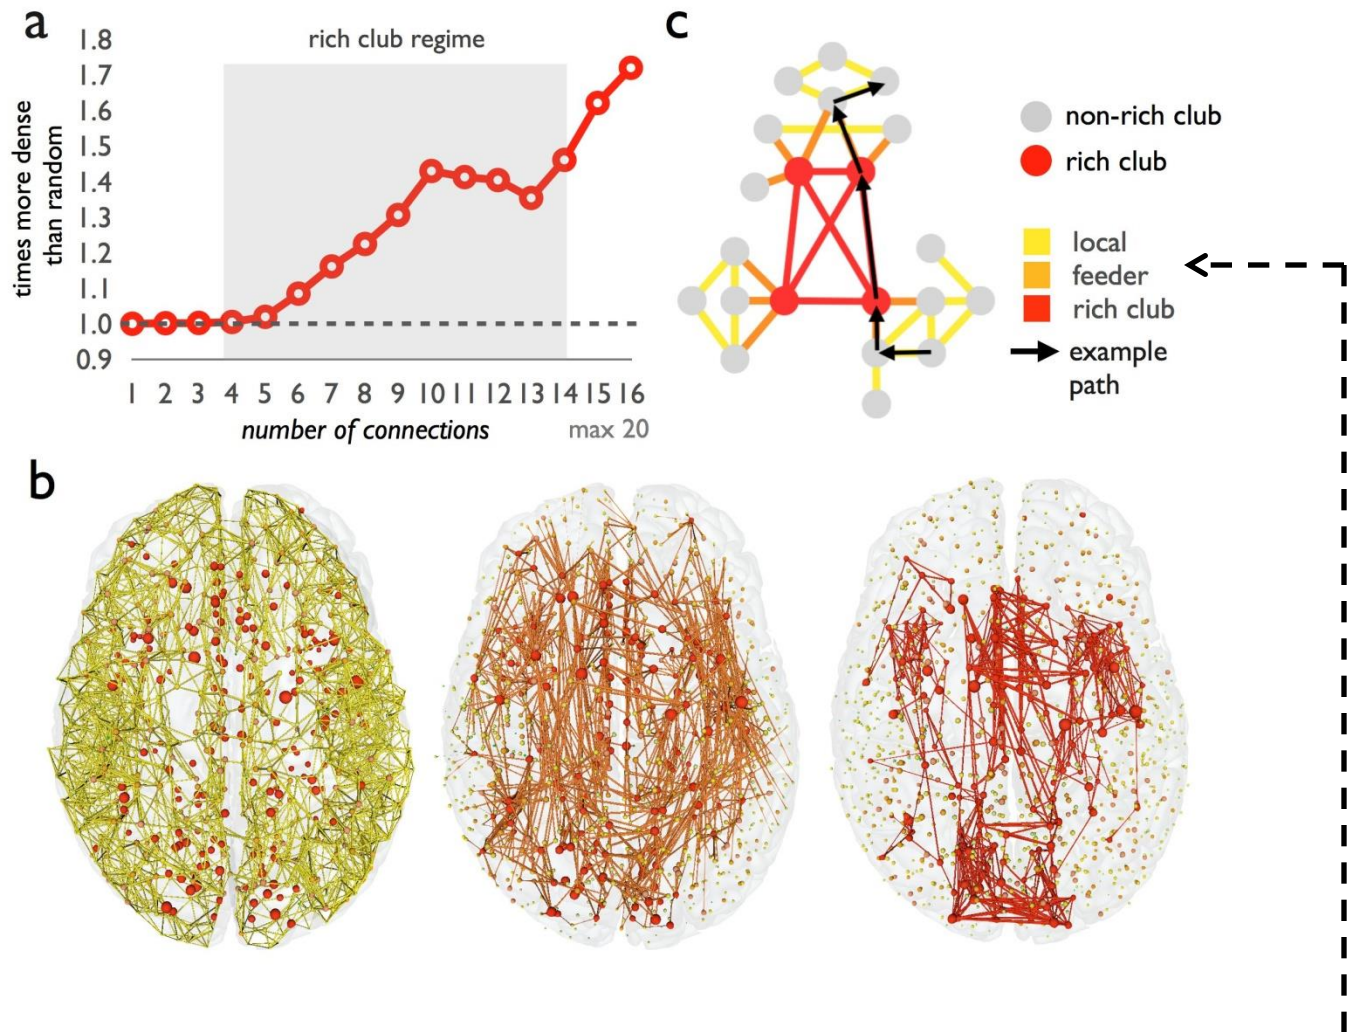 a
rich club regime
times more dense
than random
1.8
1.7
1.6
1.5
1.4
1.3
1.2
1.1
1.0
0.9
1 2 3 4 5 6 7 8 9 10 11 12 13 14 15 16
number of connections
max 20
c
non-rich club
rich club
local
feeder
rich club
example
path
b